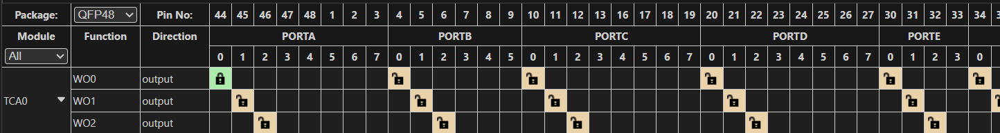 Package: QFP48 Pin No: 44 45 46 47 48 1 2 3 4 5 6 7 8 9 10 11 12 13 14 15 16 17 18 19 20 21 22 23 24 25 26 27 30 31 32 33 34
Module Function Direction PORTA PORTB PORTC PORTD PORTE
All 0 1 2 3 4 5 6 7 0 1 2 3 4 5 0 1 2 3 4 5 6 7 0 1 2 3 4 5 6 7 0 1 2 3 0
WO0 output
TCA0 WO1 output
WO2 output